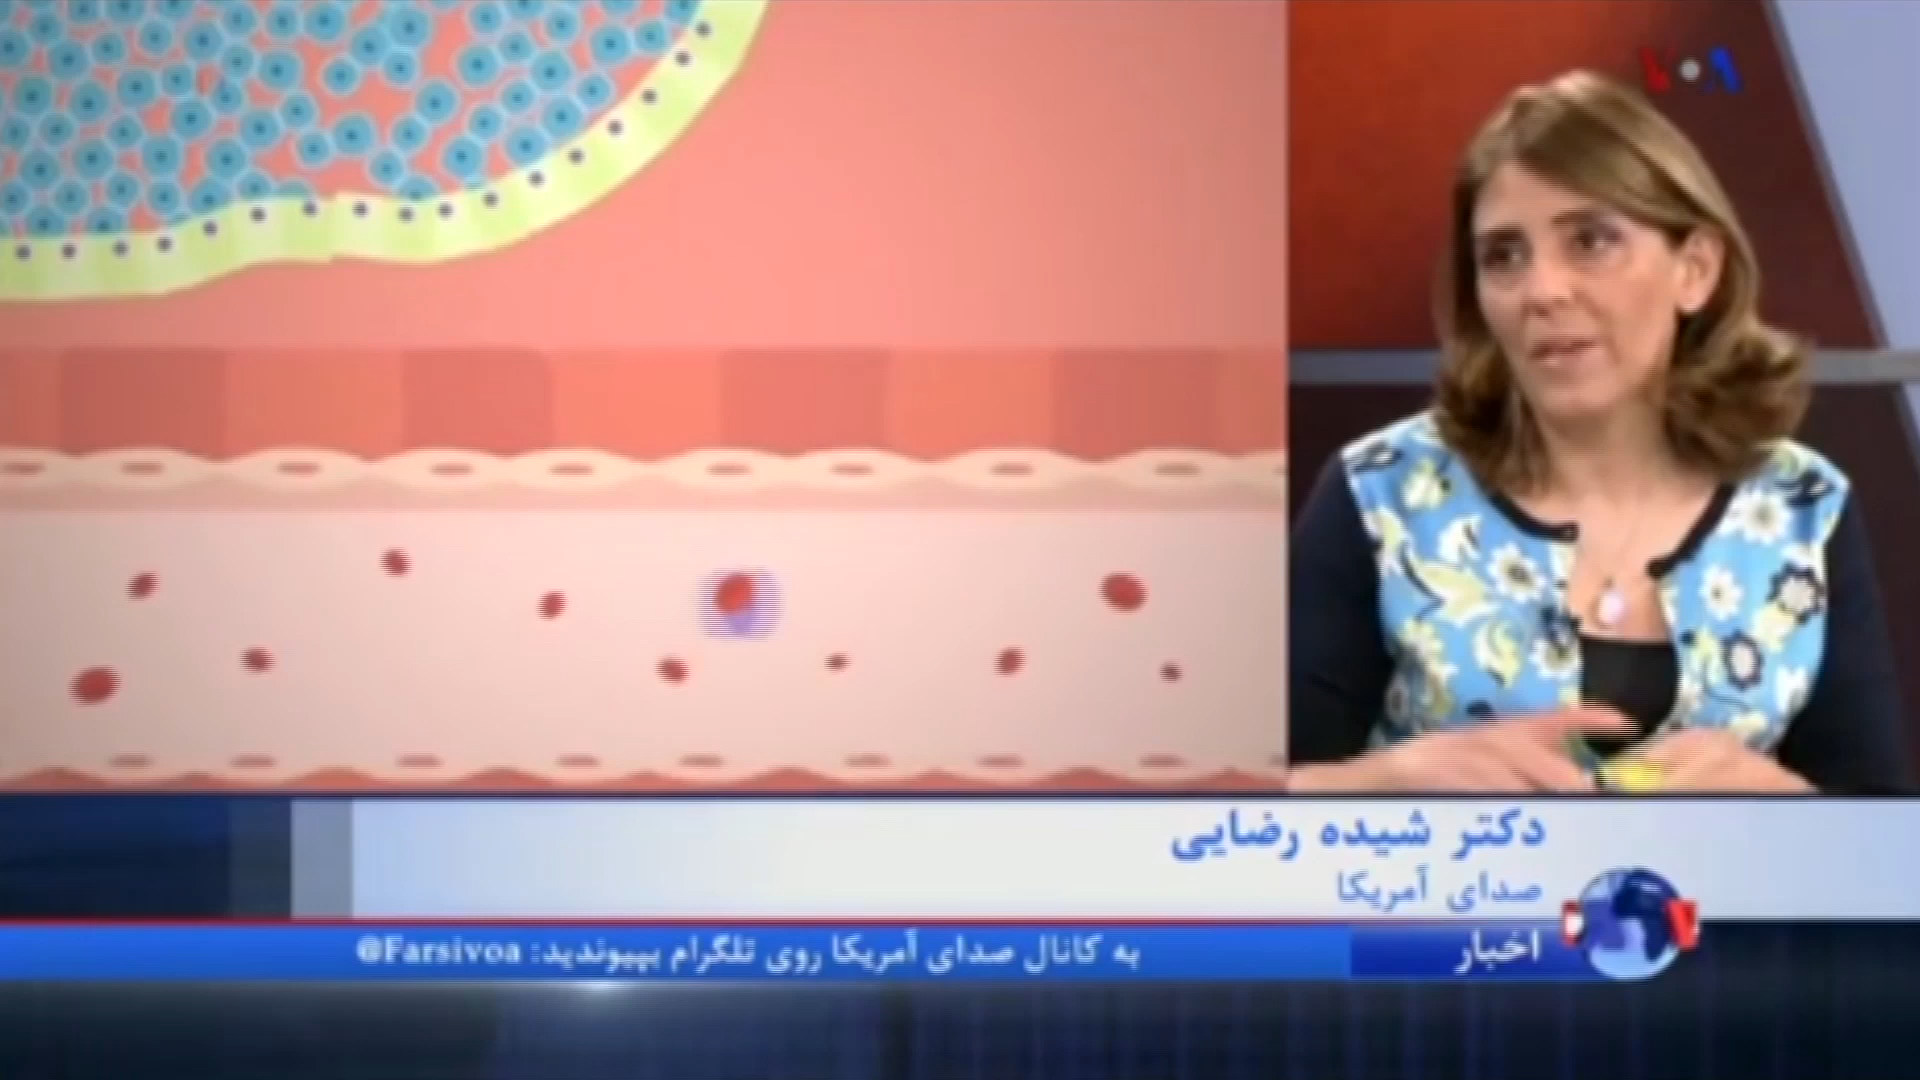 VOA
دکتر شیده رضایی
صدای آمریکا
اخبار
به کانال صدای آمریکا روی تلگرام بپیوندید: @Farsivoa